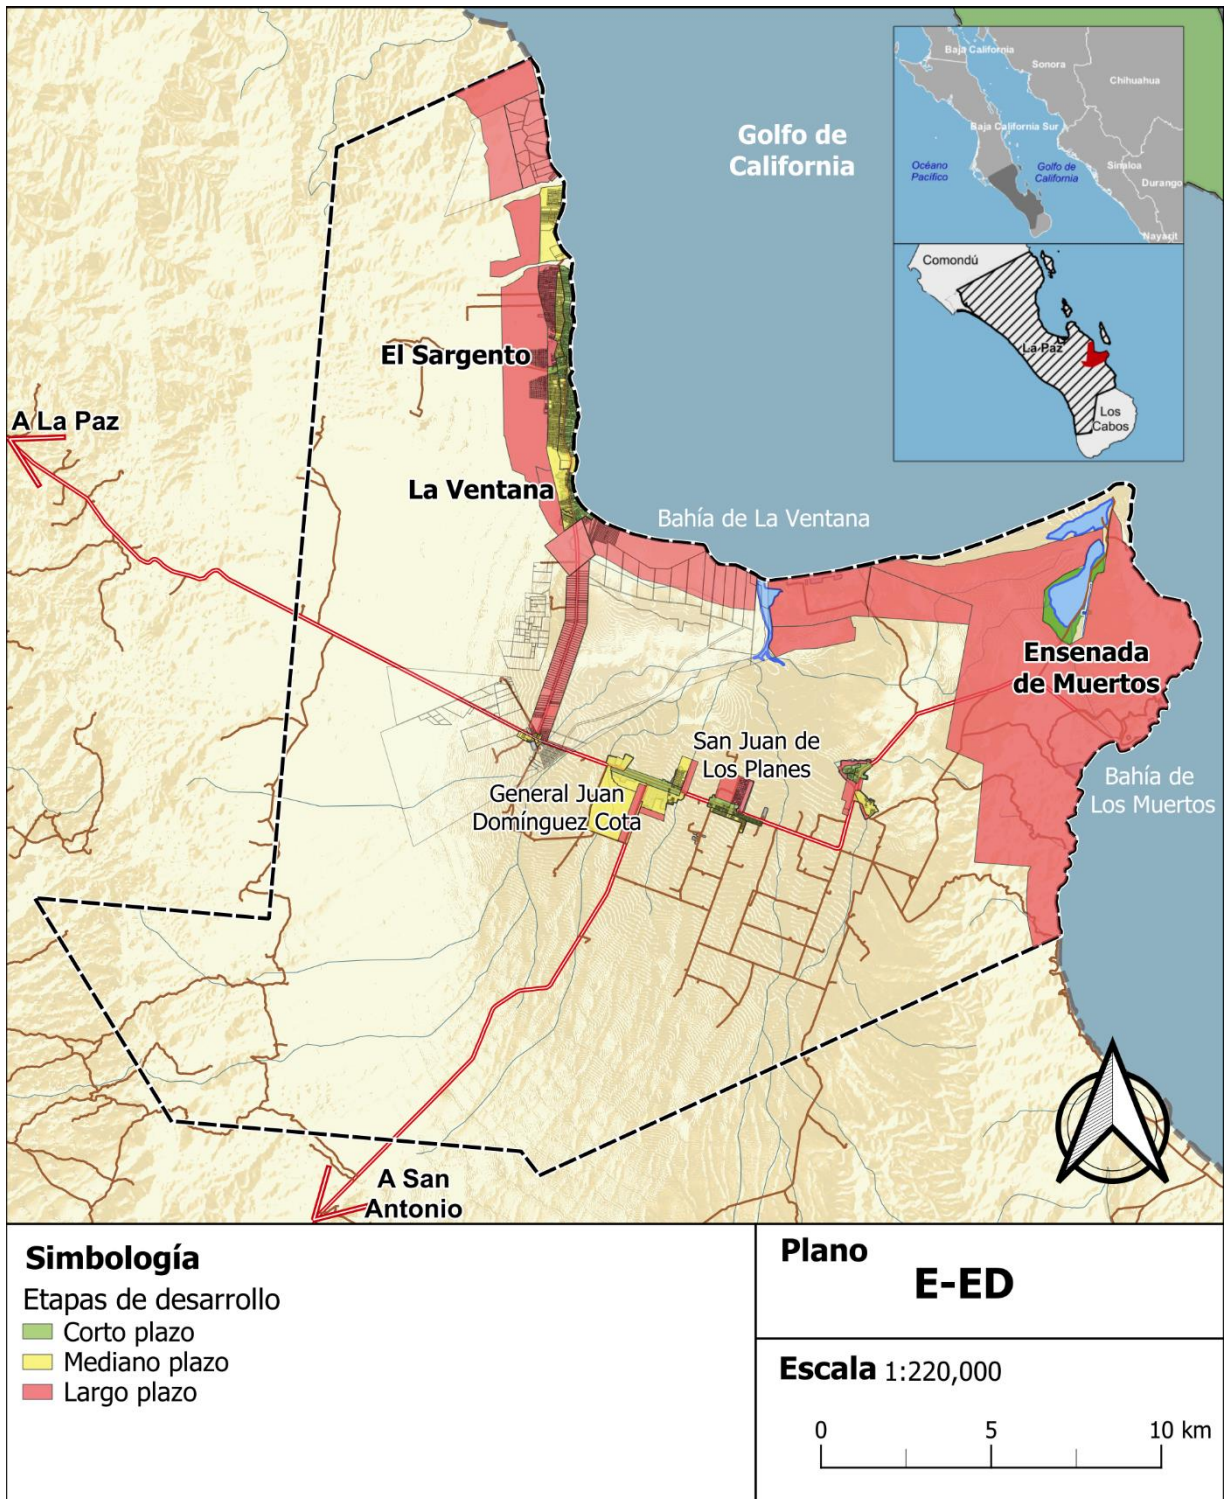 Golfo de
California
Baja California
Sonora
Chihuahua
Baja California Sur
Océano
Pacífico
Golfo de
California
Sinaloa
Durango
Nayarit
Comondú
La Paz
Los
Cabos
El Sargento
A La Paz
La Ventana
Bahía de La Ventana
Ensenada
de Muertos
San Juan de
Los Planes
Bahía de
Los Muertos
General Juan
Domínguez Cota
A San
Antonio
Simbología
Etapas de desarrollo
Corto plazo
Mediano plazo
Largo plazo
Plano
E-ED
Escala 1:220,000
0 5 10 km